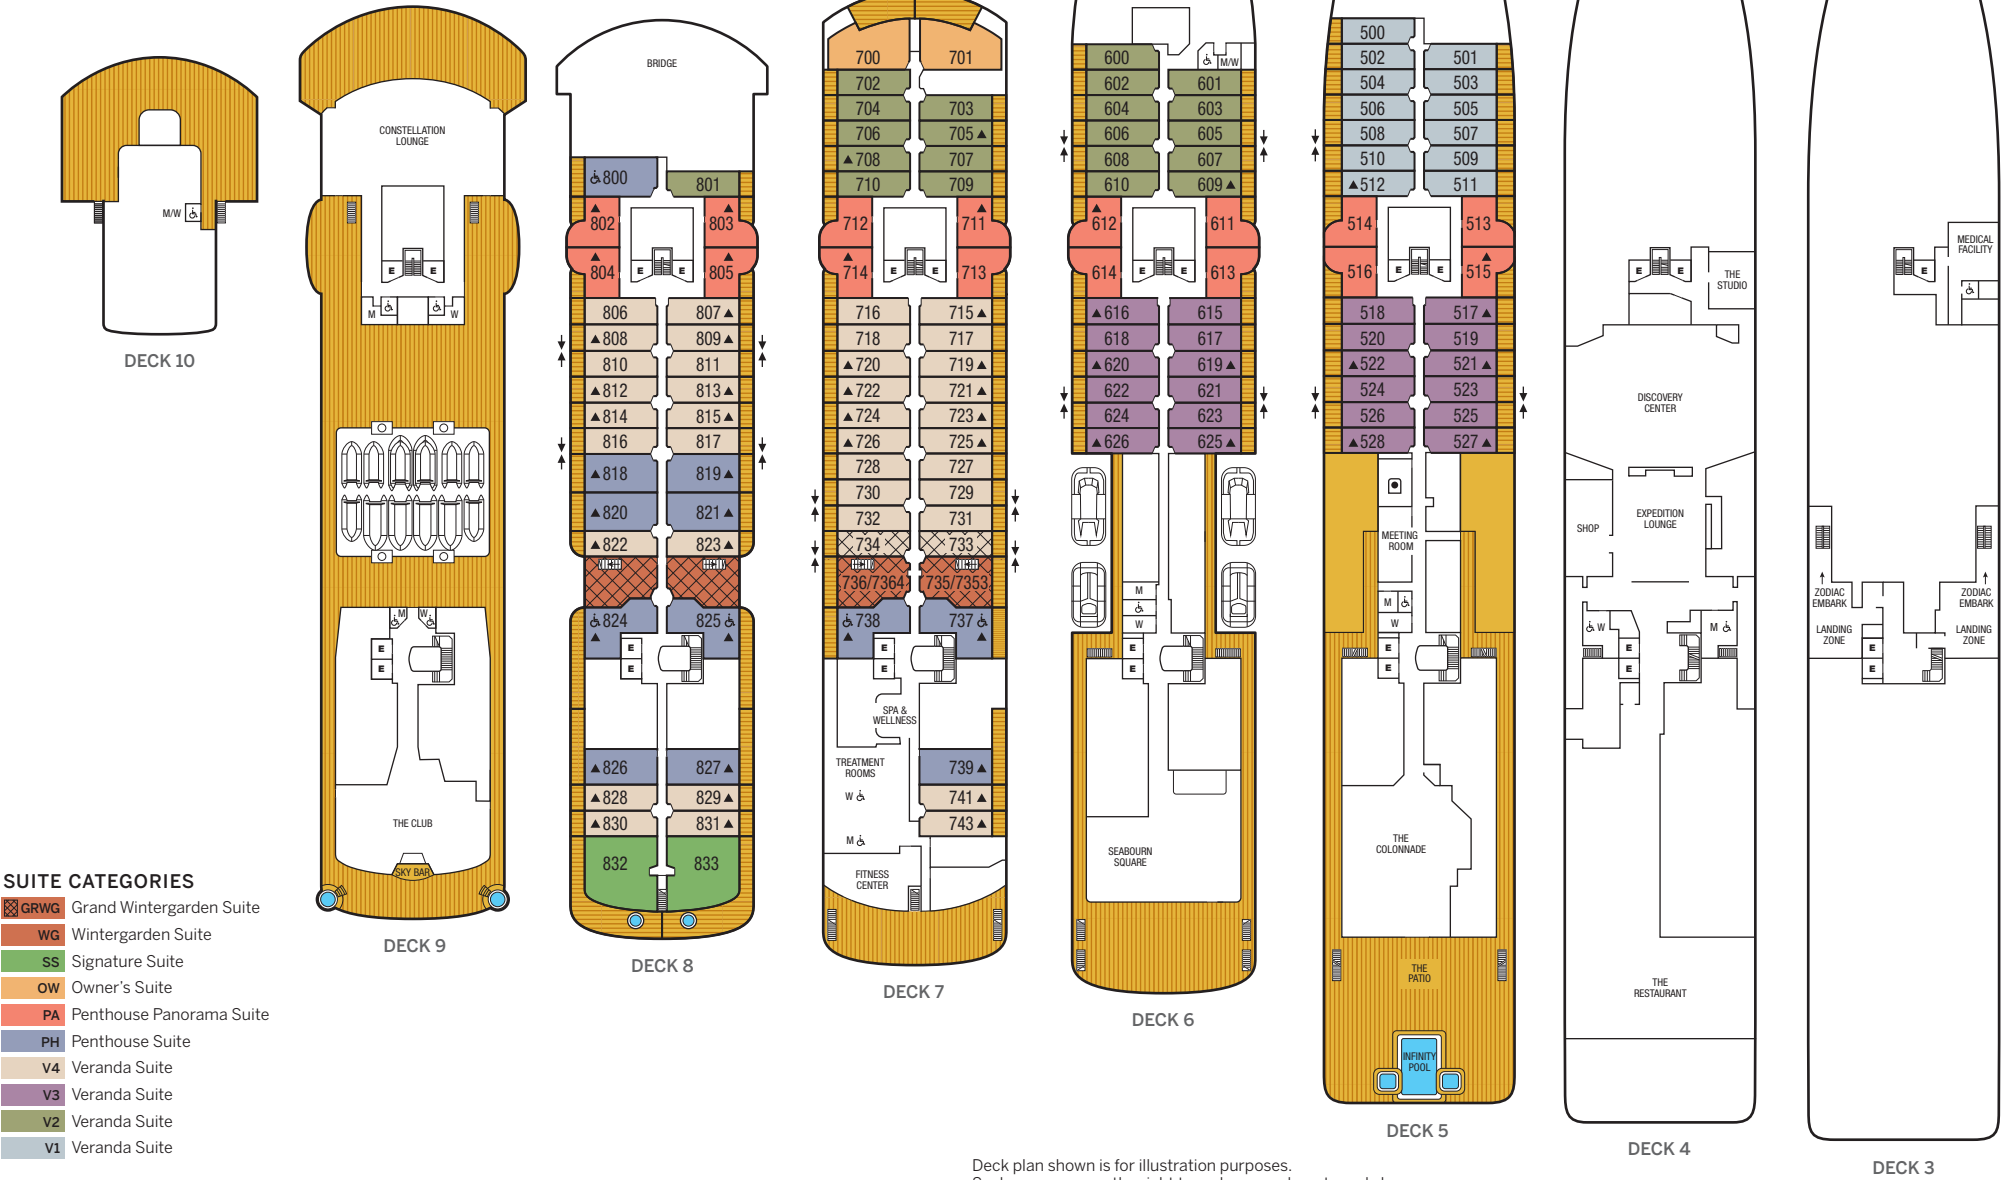 M/W
DECK 10
CONSTELLATION
LOUNGE
E E
M W
M W
E
E
THE CLUB
SKY BAR
DECK 9
BRIDGE
800
801
802 803
804 805
E E
806 807
808 809
810 811
812 813
814 815
816 817
818 819
820 821
822 823
824 825
E
E
826 827
828 829
830 831
832 833
DECK 8
700 701
702
704 703
706 705
708 707
710 709
712 711
714 713
E E
716 715
718 717
720 719
722 721
724 723
726 725
728 727
730 729
732 731
734 733
736/7364 735/7353
738 737
E
E
SPA &
WELLNESS
TREATMENT
ROOMS
W
M
739
741
743
FITNESS
CENTER
DECK 7
M/W
600
602 601
604 603
606 605
608 607
610 609
612 611
614 613
E E
616 615
618 617
620 619
622 621
624 623
626 625
M
W
E
E
SEABOURN
SQUARE
DECK 6
500
502 501
504 503
506 505
508 507
510 509
512 511
514 513
516 515
E E
518 517
520 519
522 521
524 523
526 525
528 527
MEETING
ROOM
M
W
E
E
THE
COLONNADE
THE
PATIO
INFINITY
POOL
DECK 5
E E
THE
STUDIO
DISCOVERY
CENTER
SHOP
EXPEDITION
LOUNGE
W M
E
E
THE
RESTAURANT
DECK 4
MEDICAL
FACILITY
E E
ZODIAC
EMBARK
ZODIAC
EMBARK
LANDING
ZONE
LANDING
ZONE
E
E
DECK 3
SUITE CATEGORIES
GRWG Grand Wintergarden Suite
WG Wintergarden Suite
SS Signature Suite
OW Owner's Suite
PA Penthouse Panorama Suite
PH Penthouse Suite
V4 Veranda Suite
V3 Veranda Suite
V2 Veranda Suite
V1 Veranda Suite
Deck plan shown is for illustration purposes.